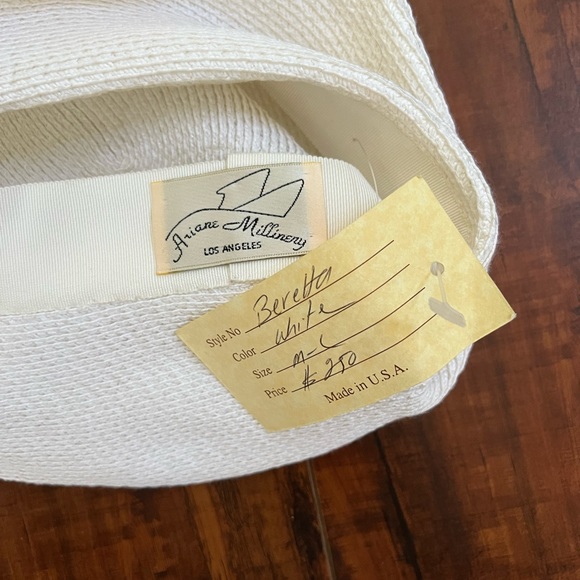 Ariane Millinery
LOS ANGELES
Style No Beretta
Color White
Size M-L
Price $250
Made in U.S.A.